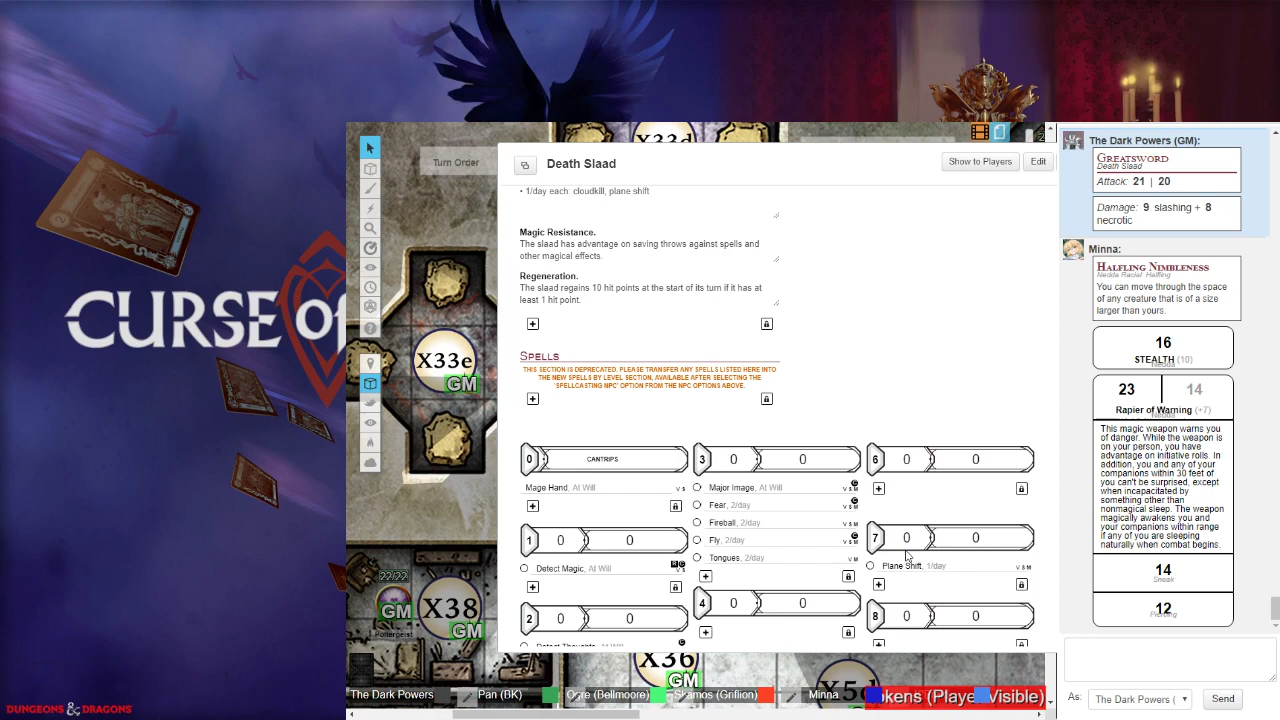 CURSE OF
DUNGEONS & DRAGONS
Turn Order
X33d
X33e
GM
22/22
GM
X38
GM
Poltergeist
X36
GM
X5d
Death Slaad
Show to Players
Edit
• 1/day each: cloudkill, plane shift
Magic Resistance.
The slaad has advantage on saving throws against spells and
other magical effects.
Regeneration.
The slaad regains 10 hit points at the start of its turn if it has at
least 1 hit point.
SPELLS
THIS SECTION IS DEPRECATED. PLEASE TRANSFER ANY SPELLS LISTED HERE INTO
THE NEW SPELLS BY LEVEL SECTION, AVAILABLE AFTER SELECTING THE
'SPELLCASTING NPC' OPTION FROM THE NPC OPTIONS ABOVE.
0 CANTRIPS
Mage Hand, At Will V S
1 0 0
Detect Magic, At Will R C V S
2 0 0
Detect Thoughts, At Will C
3 0 0
Major Image, At Will C V S M
Fear, 2/day C V S M
Fireball, 2/day V S M
Fly, 2/day C V S M
Tongues, 2/day V M
4 0 0
6 0 0
7 0 0
Plane Shift, 1/day V S M
8 0 0
The Dark Powers
Pan (BK)
Ogre (Bellmoore)
Skamos (Griflion)
Minna
okens (Playe Visible)
The Dark Powers (GM):
GREATSWORD
Death Slaad
Attack: 21 | 20
Damage: 9 slashing + 8
necrotic
Minna:
HALFLING NIMBLENESS
Nedda Racial: Halfling
You can move through the space
of any creature that is of a size
larger than yours.
16
STEALTH (10)
Nedda
23 14
Rapier of Warning (+7)
Nedda
This magic weapon warns you
of danger. While the weapon is
on your person, you have
advantage on initiative rolls. In
addition, you and any of your
companions within 30 feet of
you can't be surprised, except
when incapacitated by
something other than
nonmagical sleep. The weapon
magically awakens you and
your companions within range
if any of you are sleeping
naturally when combat begins.
14
Sneak
12
Piercing
As:
The Dark Powers (
Send